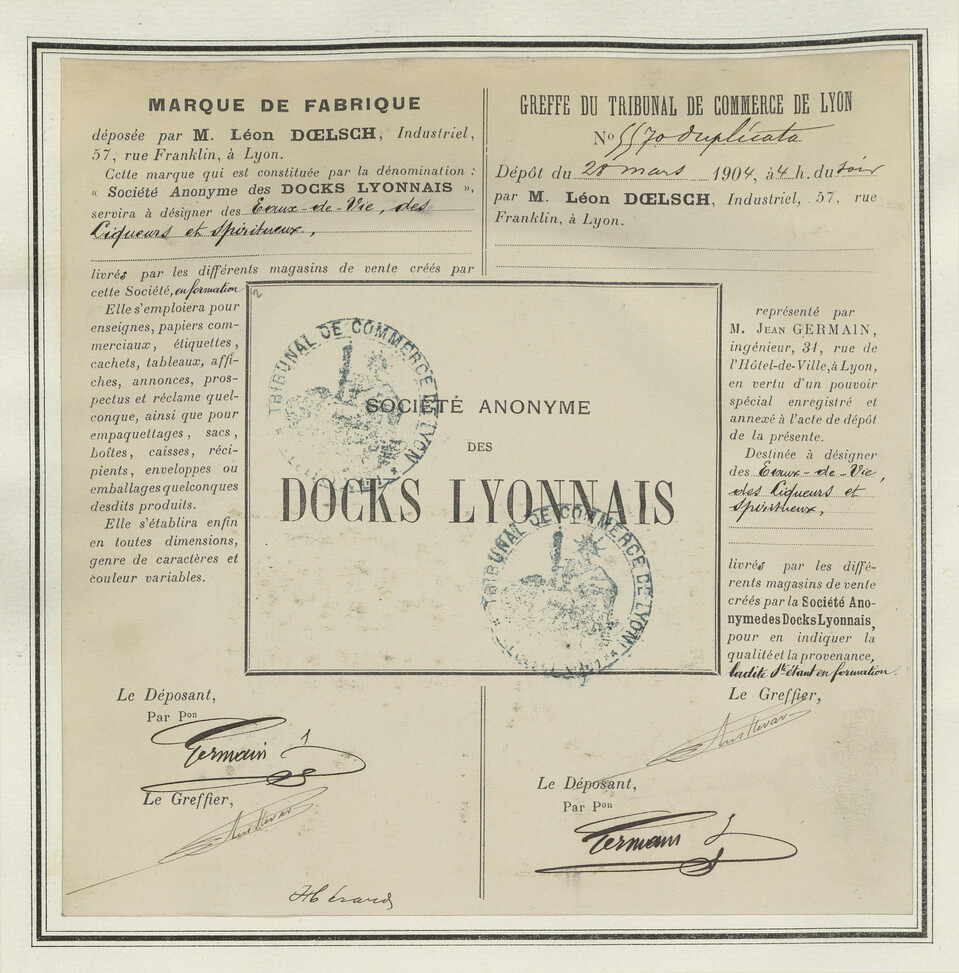 MARQUE DE FABRIQUE
déposée par M. Léon DŒLSCH, Industriel,
57, rue Franklin, à Lyon.
Cette marque qui est constituée par la dénomination :
« Société Anonyme des DOCKS LYONNAIS »,
servira à désigner des Eaux-de-Vie, des
Liqueurs et Spiritueux,
livrés par les différents magasins de vente créés par
cette Société, en formation
Elle s'emploiera pour
enseignes, papiers com-
merciaux, étiquettes,
cachets, tableaux, affi-
ches, annonces, pros-
pectus et réclame quel-
conque, ainsi que pour
empaquettages, sacs,
boîtes, caisses, réci-
pients, enveloppes ou
emballages quelconques
desdits produits.
Elle s'établira enfin
en toutes dimensions,
genre de caractères et
couleur variables.
Le Déposant,
Par Pon
Germain
Le Greffier,
GREFFE DU TRIBUNAL DE COMMERCE DE LYON
No 5570 duplicata
Dépôt du 28 mars 1904, à 4 h. du soir
par M. Léon DŒLSCH, Industriel, 57, rue
Franklin, à Lyon.
représenté par
M. Jean GERMAIN,
ingénieur, 31, rue de
l'Hôtel-de-Ville, à Lyon,
en vertu d'un pouvoir
spécial enregistré et
annexé à l'acte de dépôt
de la présente.
Destinée à désigner
des Eaux-de-Vie,
des Liqueurs et
Spiritueux,
livrés par les diffé-
rents magasins de vente
créés par la Société Ano-
nyme des Docks Lyonnais,
pour en indiquer la
qualité et la provenance,
ladite Sté étant en formation.
Le Greffier,
Le Déposant,
Par Pon
Germain
SOCIÉTÉ ANONYME
DES
DOCKS LYONNAIS
TRIBUNAL DE COMMERCE DE LYON
TRIBUNAL DE COMMERCE DE LYON